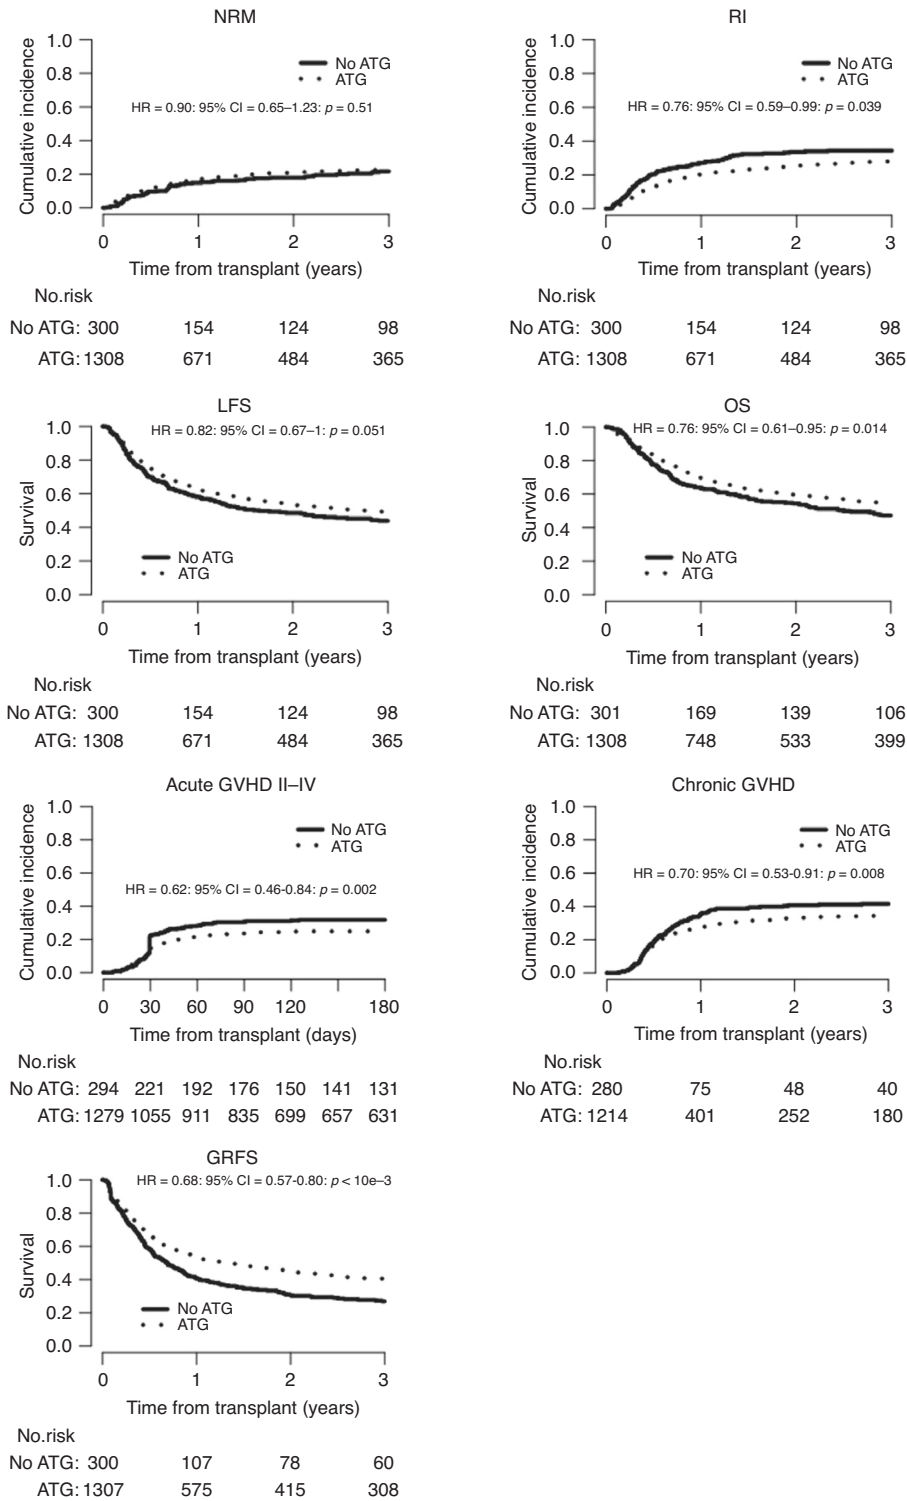 NRM
1.0
0.8
0.6
0.4
0.2
0.0
Cumulative incidence
No ATG
ATG
HR = 0.90: 95% CI = 0.65–1.23: p = 0.51
0 1 2 3
Time from transplant (years)
No.risk
No ATG: 300 154 124 98
ATG: 1308 671 484 365
RI
1.0
0.8
0.6
0.4
0.2
0.0
Cumulative incidence
No ATG
ATG
HR = 0.76: 95% CI = 0.59–0.99: p = 0.039
0 1 2 3
Time from transplant (years)
No.risk
No ATG: 300 154 124 98
ATG: 1308 671 484 365
LFS
1.0
0.8
0.6
0.4
0.2
0.0
Survival
HR = 0.82: 95% CI = 0.67–1: p = 0.051
No ATG
ATG
0 1 2 3
Time from transplant (years)
No.risk
No ATG: 300 154 124 98
ATG: 1308 671 484 365
OS
1.0
0.8
0.6
0.4
0.2
0.0
Survival
HR = 0.76: 95% CI = 0.61–0.95: p = 0.014
No ATG
ATG
0 1 2 3
Time from transplant (years)
No.risk
No ATG: 301 169 139 106
ATG: 1308 748 533 399
Acute GVHD II–IV
1.0
0.8
0.6
0.4
0.2
0.0
Cumulative incidence
No ATG
ATG
HR = 0.62: 95% CI = 0.46-0.84: p = 0.002
0 30 60 90 120 180
Time from transplant (days)
No.risk
No ATG: 294 221 192 176 150 141 131
ATG: 1279 1055 911 835 699 657 631
Chronic GVHD
1.0
0.8
0.6
0.4
0.2
0.0
Cumulative incidence
No ATG
ATG
HR = 0.70: 95% CI = 0.53-0.91: p = 0.008
0 1 2 3
Time from transplant (years)
No.risk
No ATG: 280 75 48 40
ATG: 1214 401 252 180
GRFS
1.0
0.8
0.6
0.4
0.2
0.0
Survival
HR = 0.68: 95% CI = 0.57-0.80: p < 10e–3
No ATG
ATG
0 1 2 3
Time from transplant (years)
No.risk
No ATG: 300 107 78 60
ATG: 1307 575 415 308